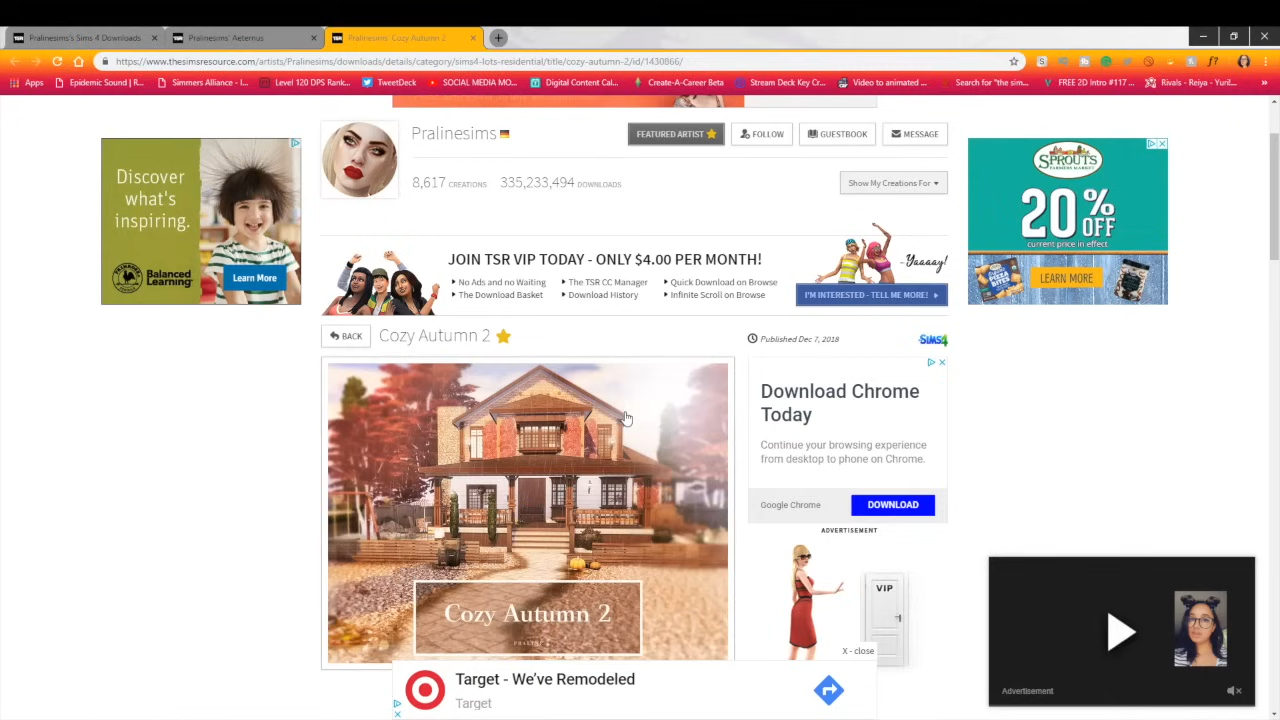 Pralinesims's Sims 4 Downloads
Pralinesims' Aeternus
Pralinesims' Cozy Autumn 2
https://www.thesimsresource.com/artists/Pralinesims/downloads/details/category/sims4-lots-residential/title/cozy-autumn-2/id/1430866/
Apps
Epidemic Sound | R...
Simmers Alliance - I...
Level 120 DPS Rank...
TweetDeck
SOCIAL MEDIA MO...
Digital Content Cal...
Create-A-Career Beta
Stream Deck Key Cr...
Video to animated ...
Search for "the sim...
FREE 2D Intro #117 ...
Rivals - Reiya - Yuril...
Pralinesims
FEATURED ARTIST
FOLLOW
GUESTBOOK
MESSAGE
8,617 CREATIONS 335,233,494 DOWNLOADS
Show My Creations For
Discover
what's
inspiring.
PRIMROSE
Balanced
Learning
Learn More
SPROUTS
FARMERS MARKET
20% OFF
current price in effect
PIZZA BITES
LEARN MORE
JOIN TSR VIP TODAY - ONLY $4.00 PER MONTH!
No Ads and no Waiting
The TSR CC Manager
Quick Download on Browse
The Download Basket
Download History
Infinite Scroll on Browse
- Yaaaay!
I'M INTERESTED - TELL ME MORE!
BACK
Cozy Autumn 2
Published Dec 7, 2018
SIMS4
Cozy Autumn 2
Download Chrome
Today
Continue your browsing experience
from desktop to phone on Chrome.
Google Chrome
DOWNLOAD
ADVERTISEMENT
VIP
X - close
Target - We've Remodeled
Target
Advertisement